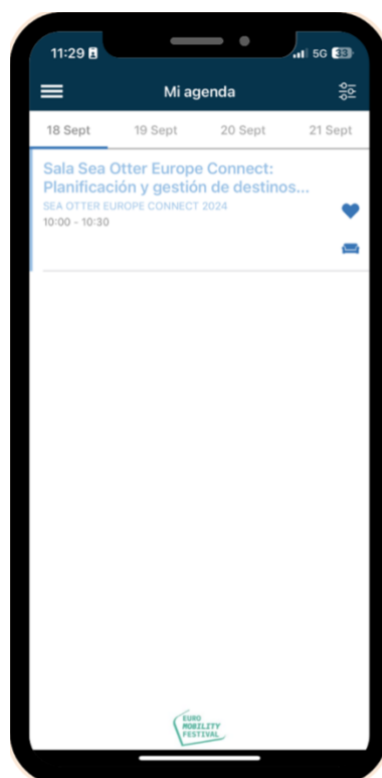 11:29 5G 33
Mi agenda
18 Sept 19 Sept 20 Sept 21 Sept
Sala Sea Otter Europe Connect:
Planificación y gestión de destinos...
SEA OTTER EUROPE CONNECT 2024
10:00 - 10:30
EURO
MOBILITY
FESTIVAL